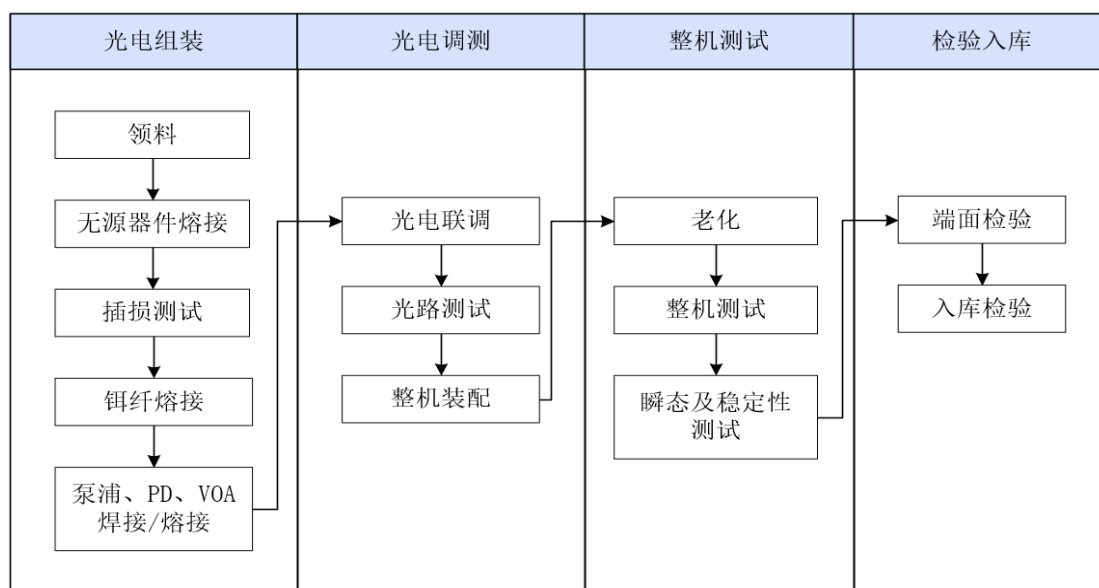 光电组装
光电调测
整机测试
检验入库
领料
无源器件熔接
插损测试
铒纤熔接
泵浦、PD、VOA
焊接/熔接
光电联调
光路测试
整机装配
老化
整机测试
瞬态及稳定性
测试
端面检验
入库检验